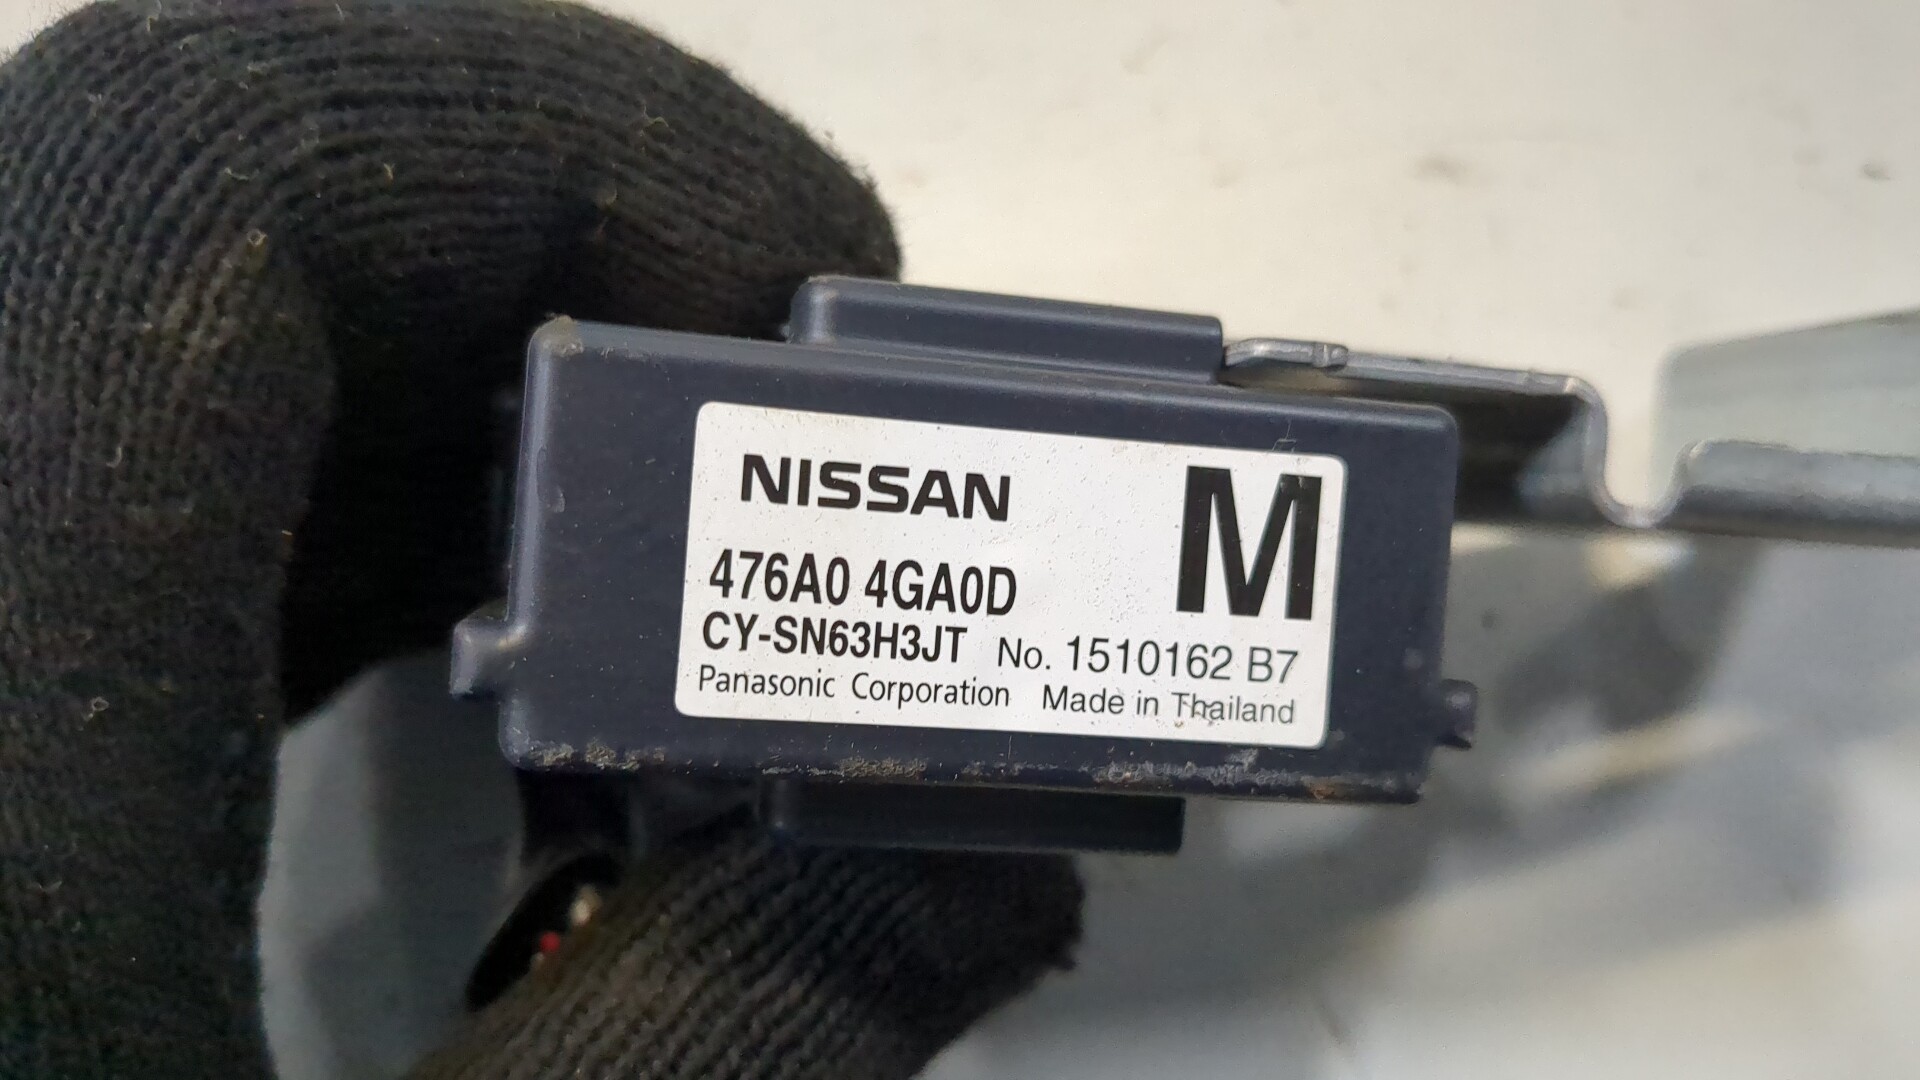 NISSAN
M
476A0 4GA0D
CY-SN63H3JT No. 1510162 B7
Panasonic Corporation Made in Thailand